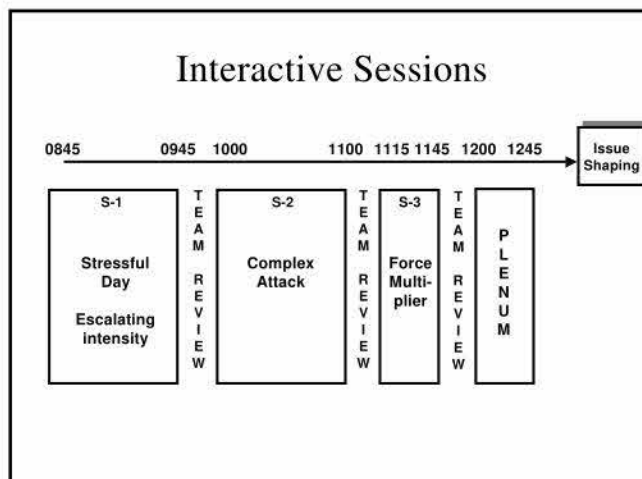 Interactive Sessions
0845 0945 1000 1100 1115 1145 1200 1245
Issue
Shaping
S-1
Stressful
Day
Escalating
intensity
TEAM REVIEW
S-2
Complex
Attack
TEAM REVIEW
S-3
Force
Multi-
plier
TEAM REVIEW
PLENUM